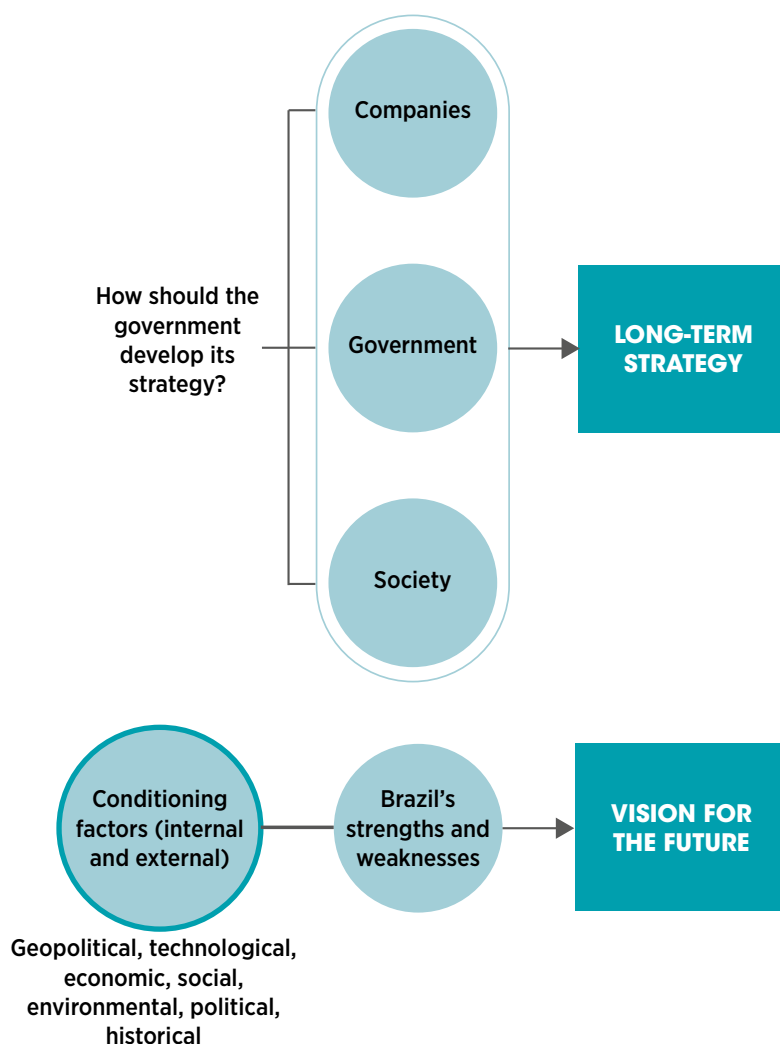 Companies
How should the
government
develop its
strategy?
Government
LONG-TERM
STRATEGY
Society
Conditioning
factors (internal
and external)
Brazil’s
strengths and
weaknesses
VISION FOR
THE FUTURE
Geopolitical, technological,
economic, social,
environmental, political,
historical